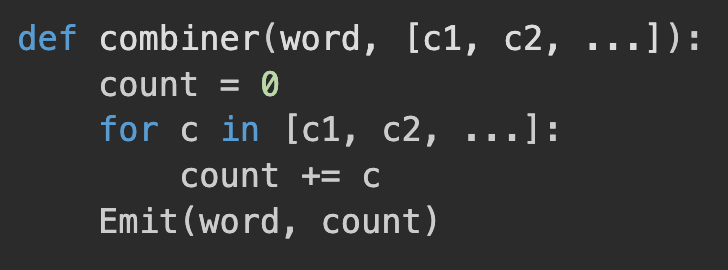 def combiner(word, [c1, c2, ...]):
    count = 0
    for c in [c1, c2, ...]:
        count += c
    Emit(word, count)